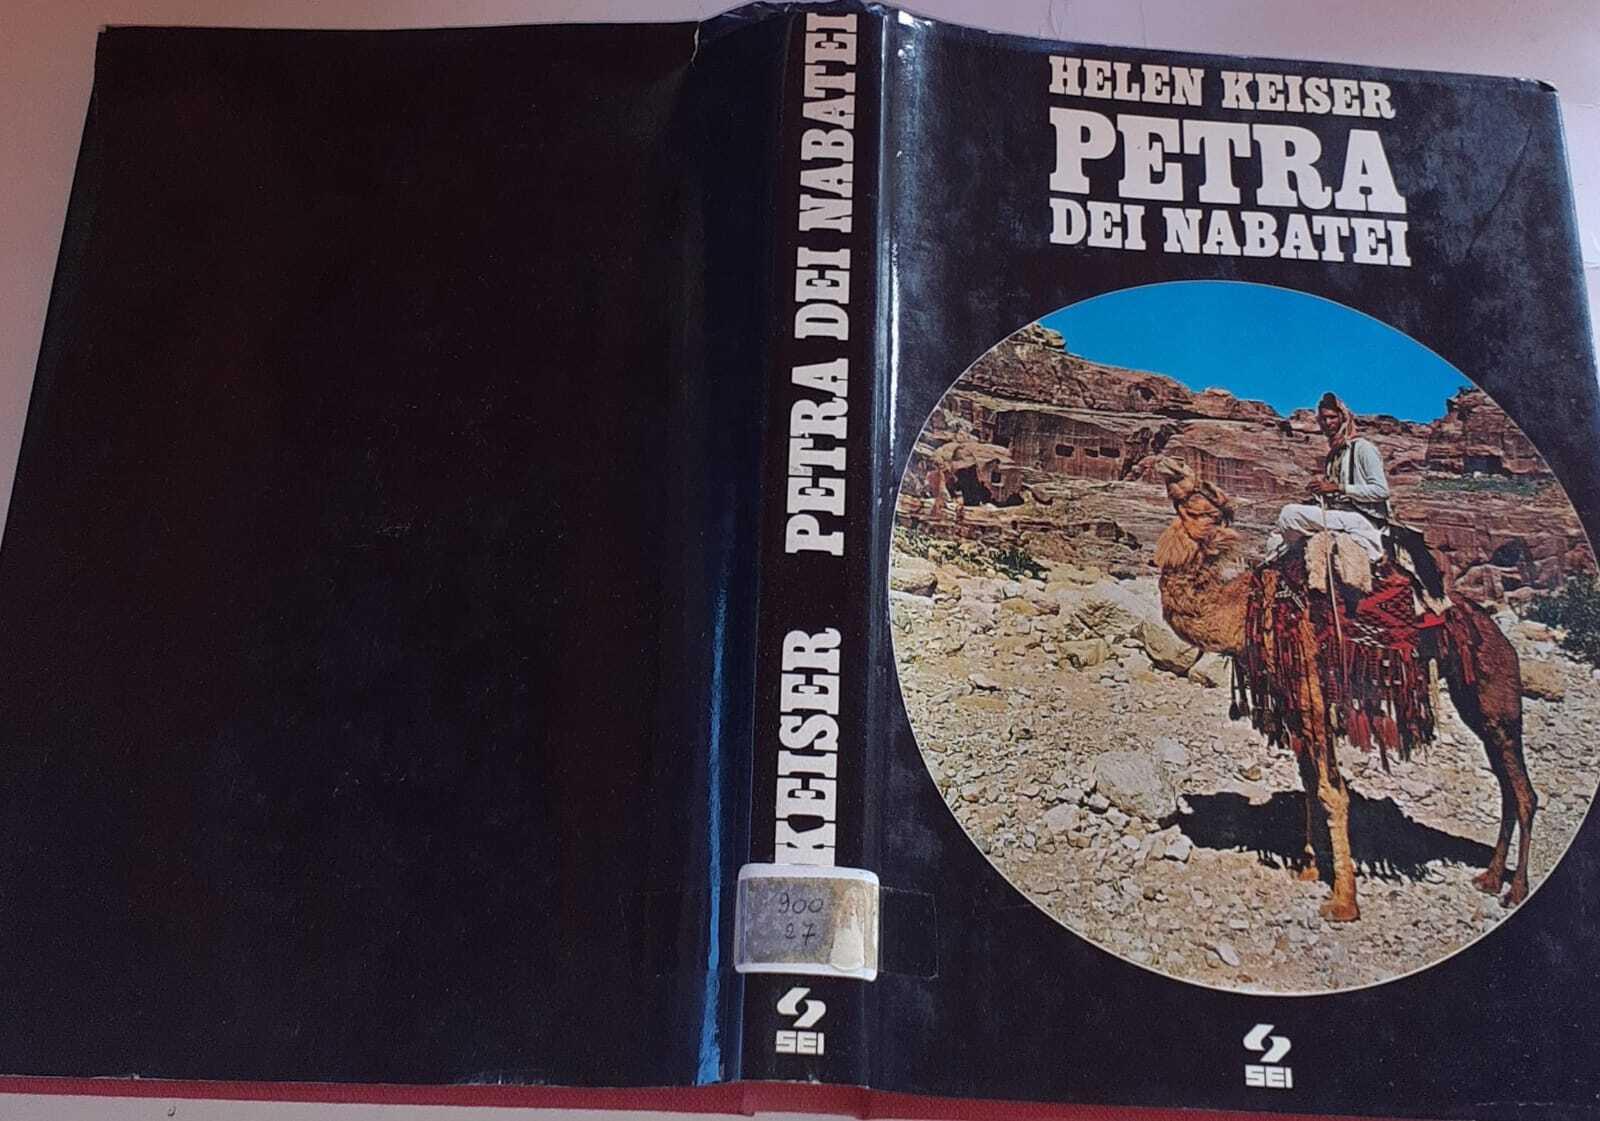 KEISER PETRA DEI NABATEI
900
27
SEI
HELEN KEISER
PETRA
DEI NABATEI
SEI